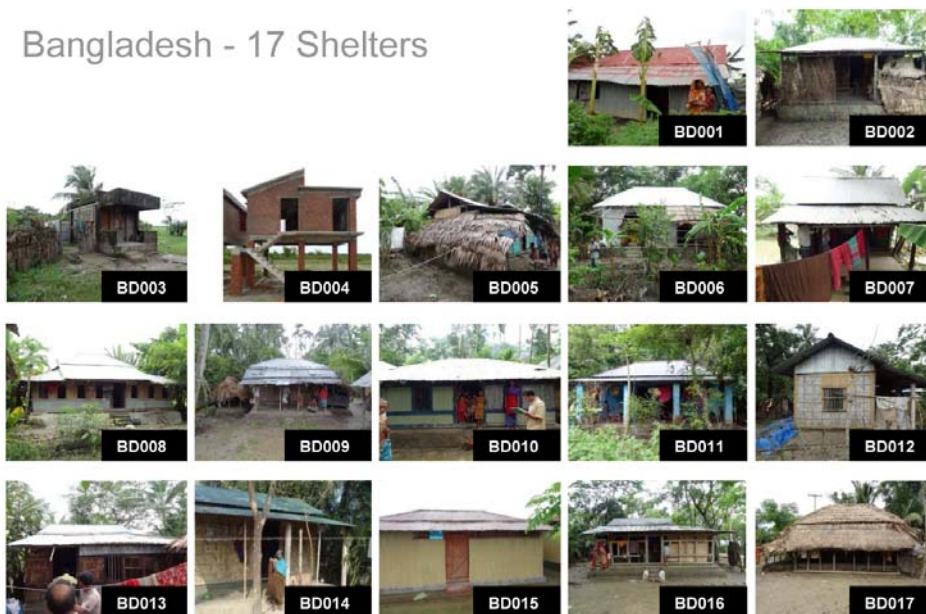 Bangladesh - 17 Shelters
BD001
BD002
BD003
BD004
BD005
BD006
BD007
BD008
BD009
BD010
BD011
BD012
BD013
BD014
BD015
BD016
BD017